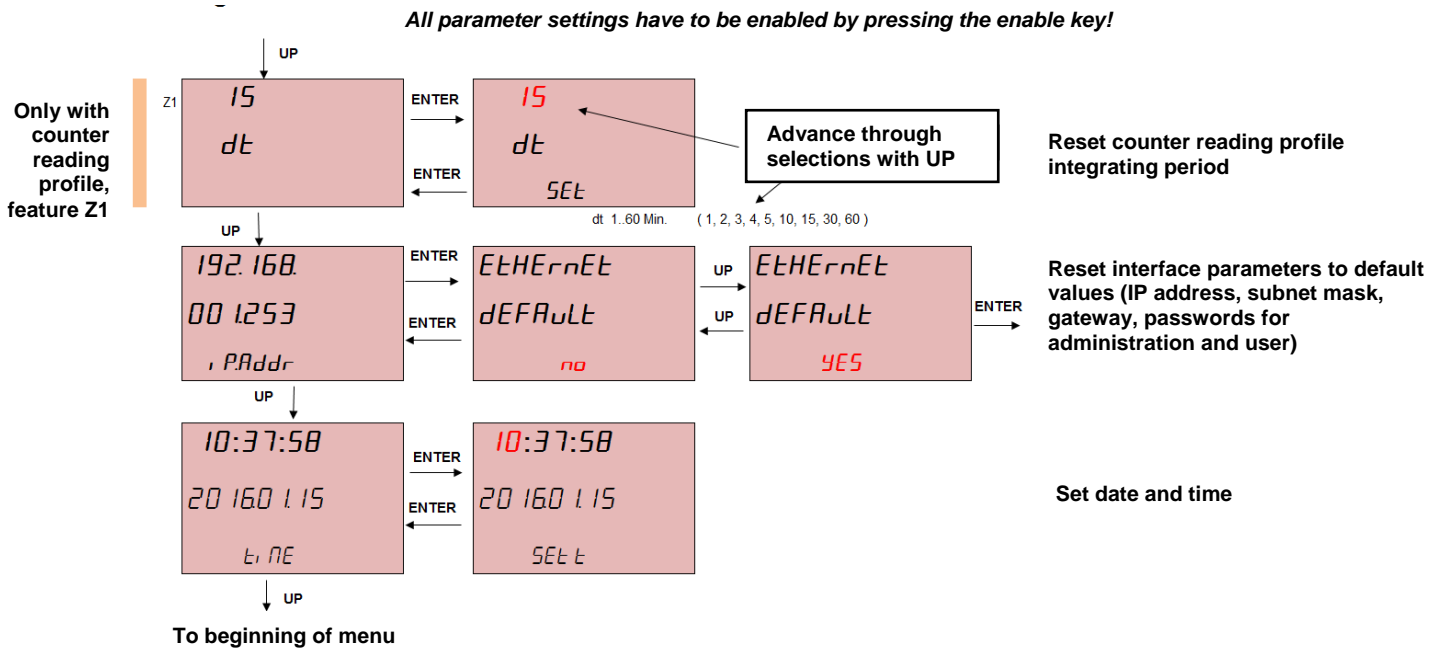 All parameter settings have to be enabled by pressing the enable key!
UP
Only with
counter
reading
profile,
feature Z1
Z1
15
dt
ENTER
ENTER
15
dt
SEt
Advance through
selections with UP
dt 1..60 Min. ( 1, 2, 3, 4, 5, 10, 15, 30, 60 )
Reset counter reading profile
integrating period
UP
192.168.
001.253
iP.Addr
ENTER
ENTER
EtHErnEt
dEFAuLt
no
UP
UP
EtHErnEt
dEFAuLt
YES
ENTER
Reset interface parameters to default
values (IP address, subnet mask,
gateway, passwords for
administration and user)
UP
10:37:58
2016.01.15
tiME
ENTER
ENTER
10:37:58
2016.01.15
SEt t
Set date and time
UP
To beginning of menu